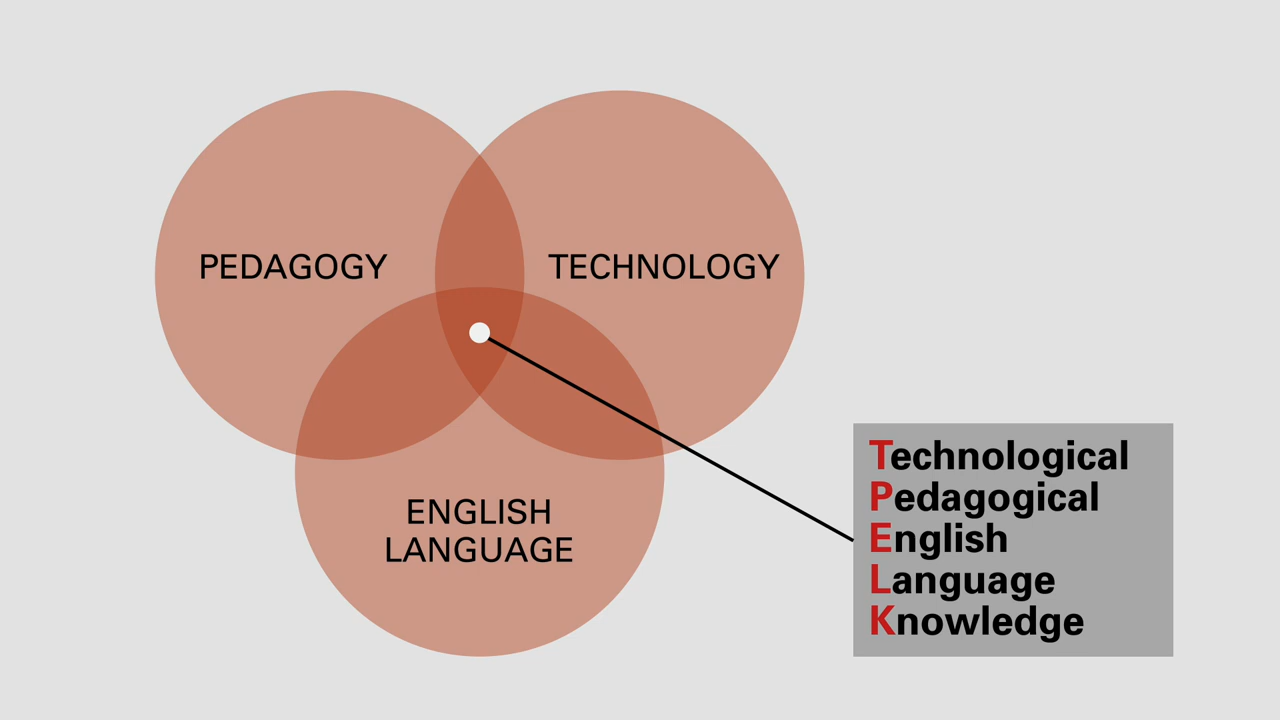 PEDAGOGY
TECHNOLOGY
ENGLISH
LANGUAGE
Technological
Pedagogical
English
Language
Knowledge